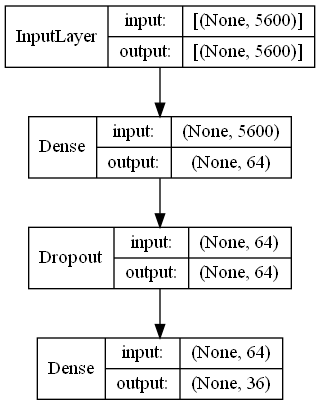 InputLayer
input: [(None, 5600)]
output: [(None, 5600)]
Dense
input: (None, 5600)
output: (None, 64)
Dropout
input: (None, 64)
output: (None, 64)
Dense
input: (None, 64)
output: (None, 36)